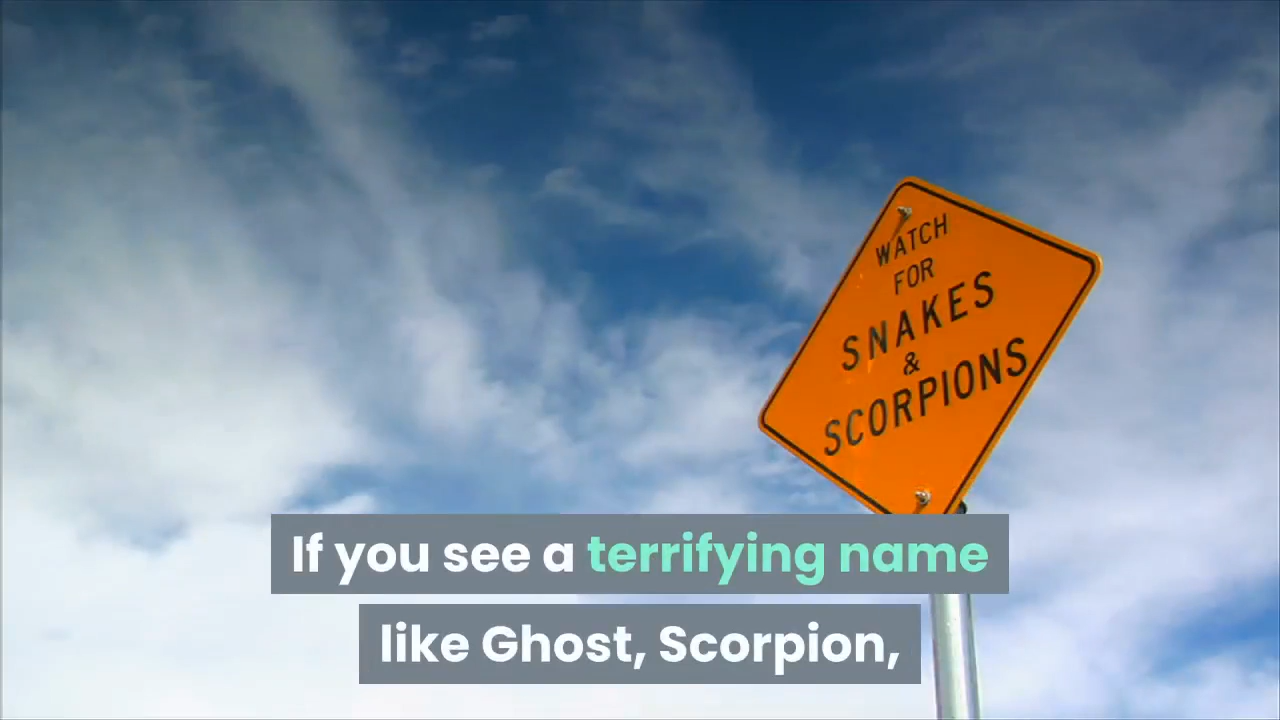 WATCH
FOR
SNAKES
&
SCORPIONS
If you see a terrifying name
like Ghost, Scorpion,